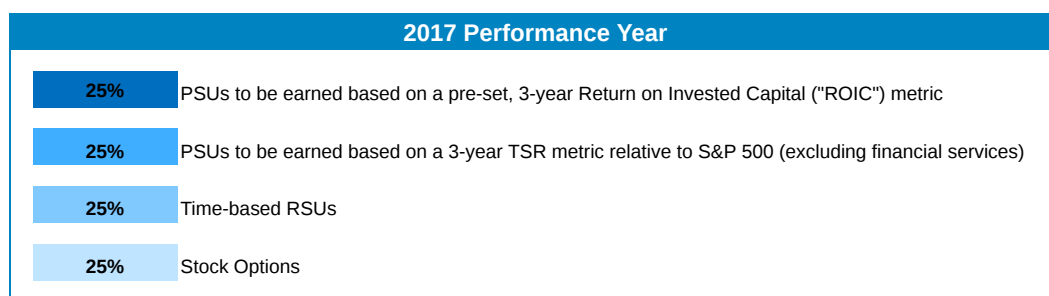 2017 Performance Year
25% PSUs to be earned based on a pre-set, 3-year Return on Invested Capital ("ROIC") metric
25% PSUs to be earned based on a 3-year TSR metric relative to S&P 500 (excluding financial services)
25% Time-based RSUs
25% Stock Options